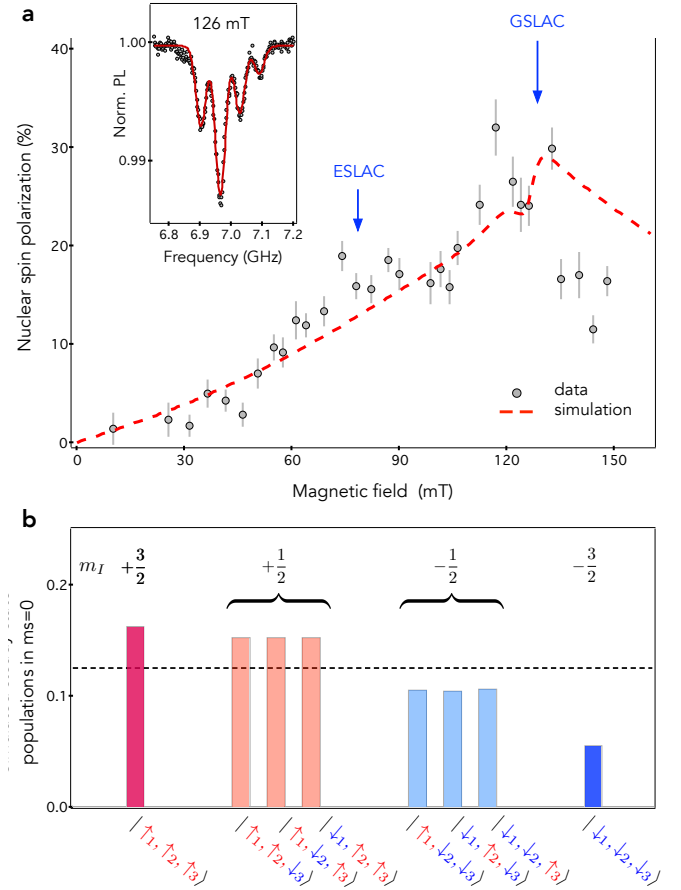 a
40
30
20
10
0
Nuclear spin polarization (%)
126 mT
1.00
0.99
Norm. PL
6.8 6.9 7.0 7.1 7.2
Frequency (GHz)
ESLAC
GSLAC
data
simulation
0 30 60 90 120 150
Magnetic field (mT)
b
populations in ms=0
0.2
0.1
0.0
m_I +3/2 +1/2 −1/2 −3/2
|↑1, ↑2, ↑3⟩
|↑1, ↑2, ↓3⟩
|↑1, ↓2, ↑3⟩
|↓1, ↑2, ↑3⟩
|↑1, ↓2, ↓3⟩
|↓1, ↑2, ↓3⟩
|↓1, ↓2, ↑3⟩
|↓1, ↓2, ↓3⟩